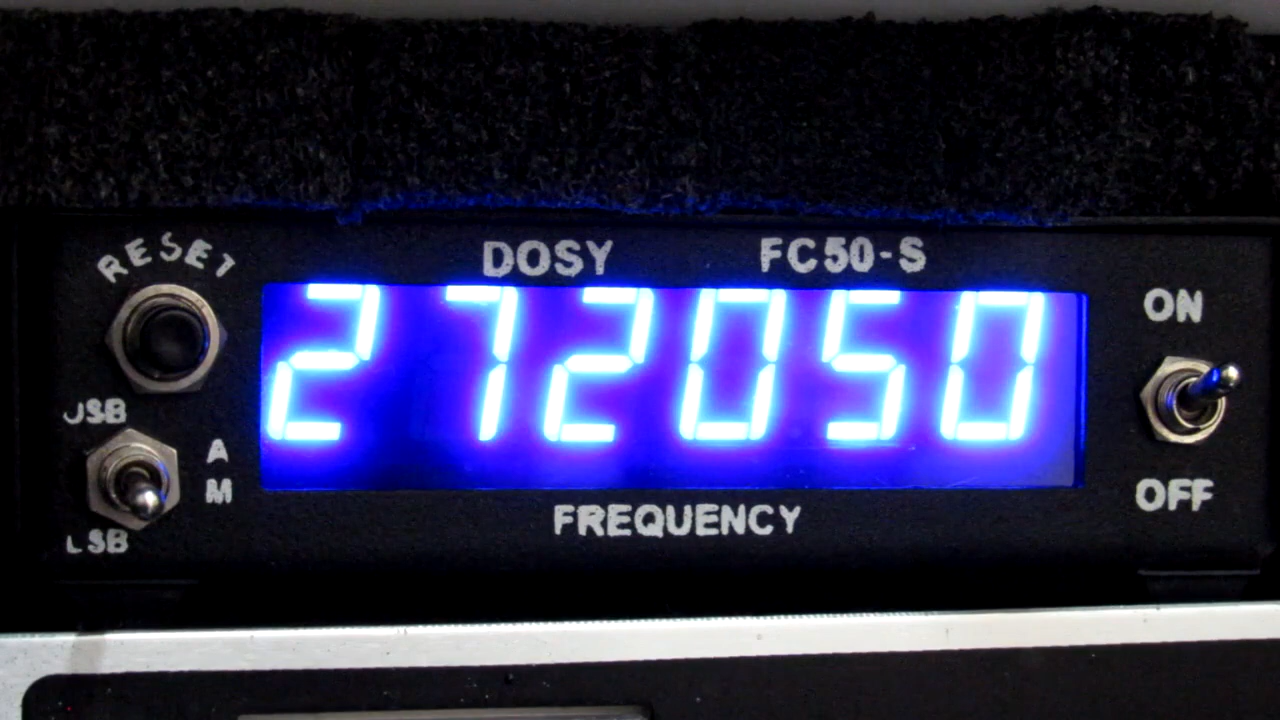 RESET
DOSY FC50-S
272050
ON
USB
A
M
LSB
OFF
FREQUENCY